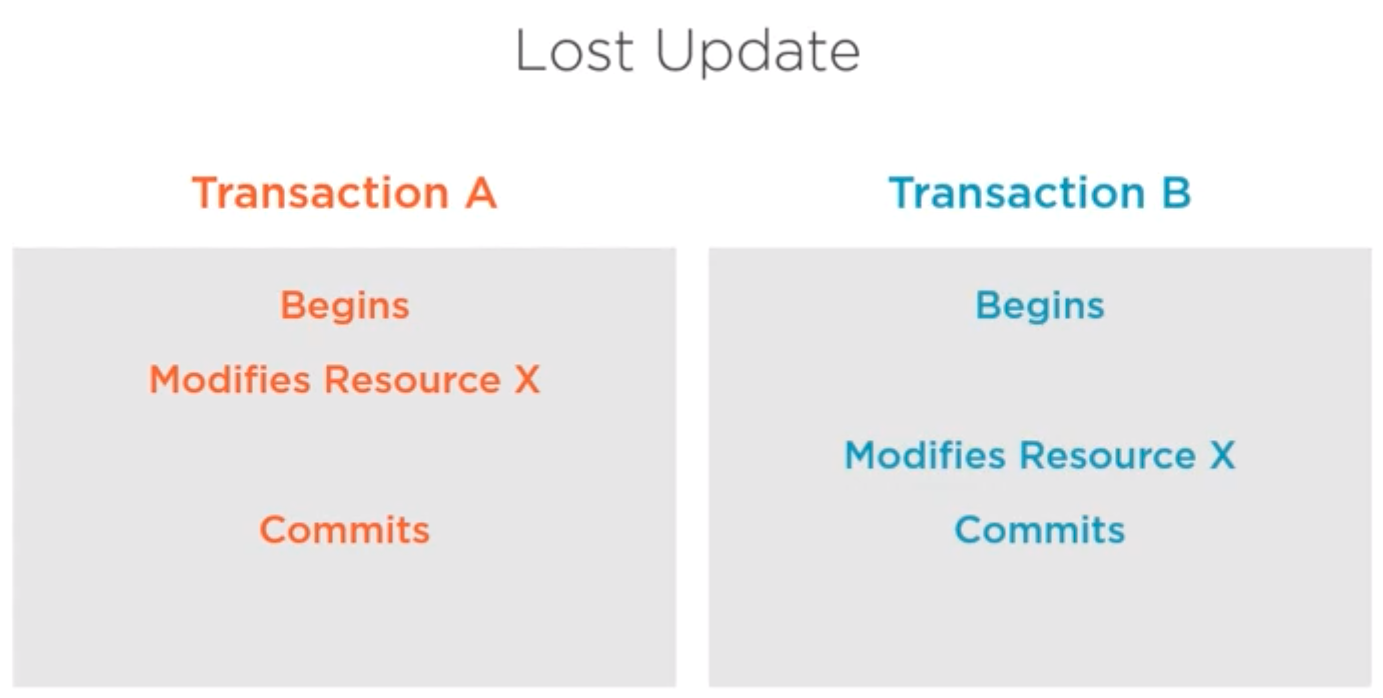 Lost Update
Transaction A
Transaction B
Begins
Begins
Modifies Resource X
Modifies Resource X
Commits
Commits